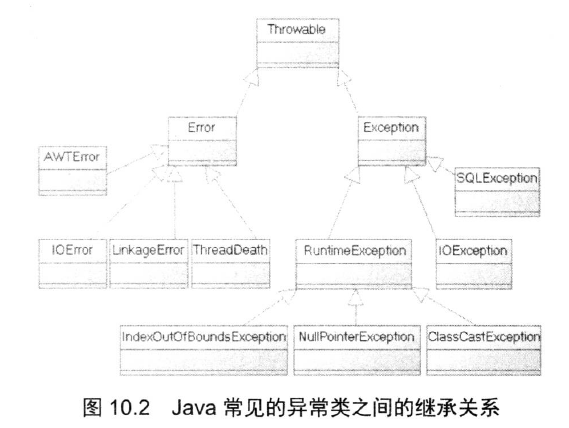 Throwable
Error
Exception
AWTError
SQLException
IOError
LinkageError
ThreadDeath
RuntimeException
IOException
IndexOutOfBoundsException
NullPointerException
ClassCastException
图 10.2 Java 常见的异常类之间的继承关系